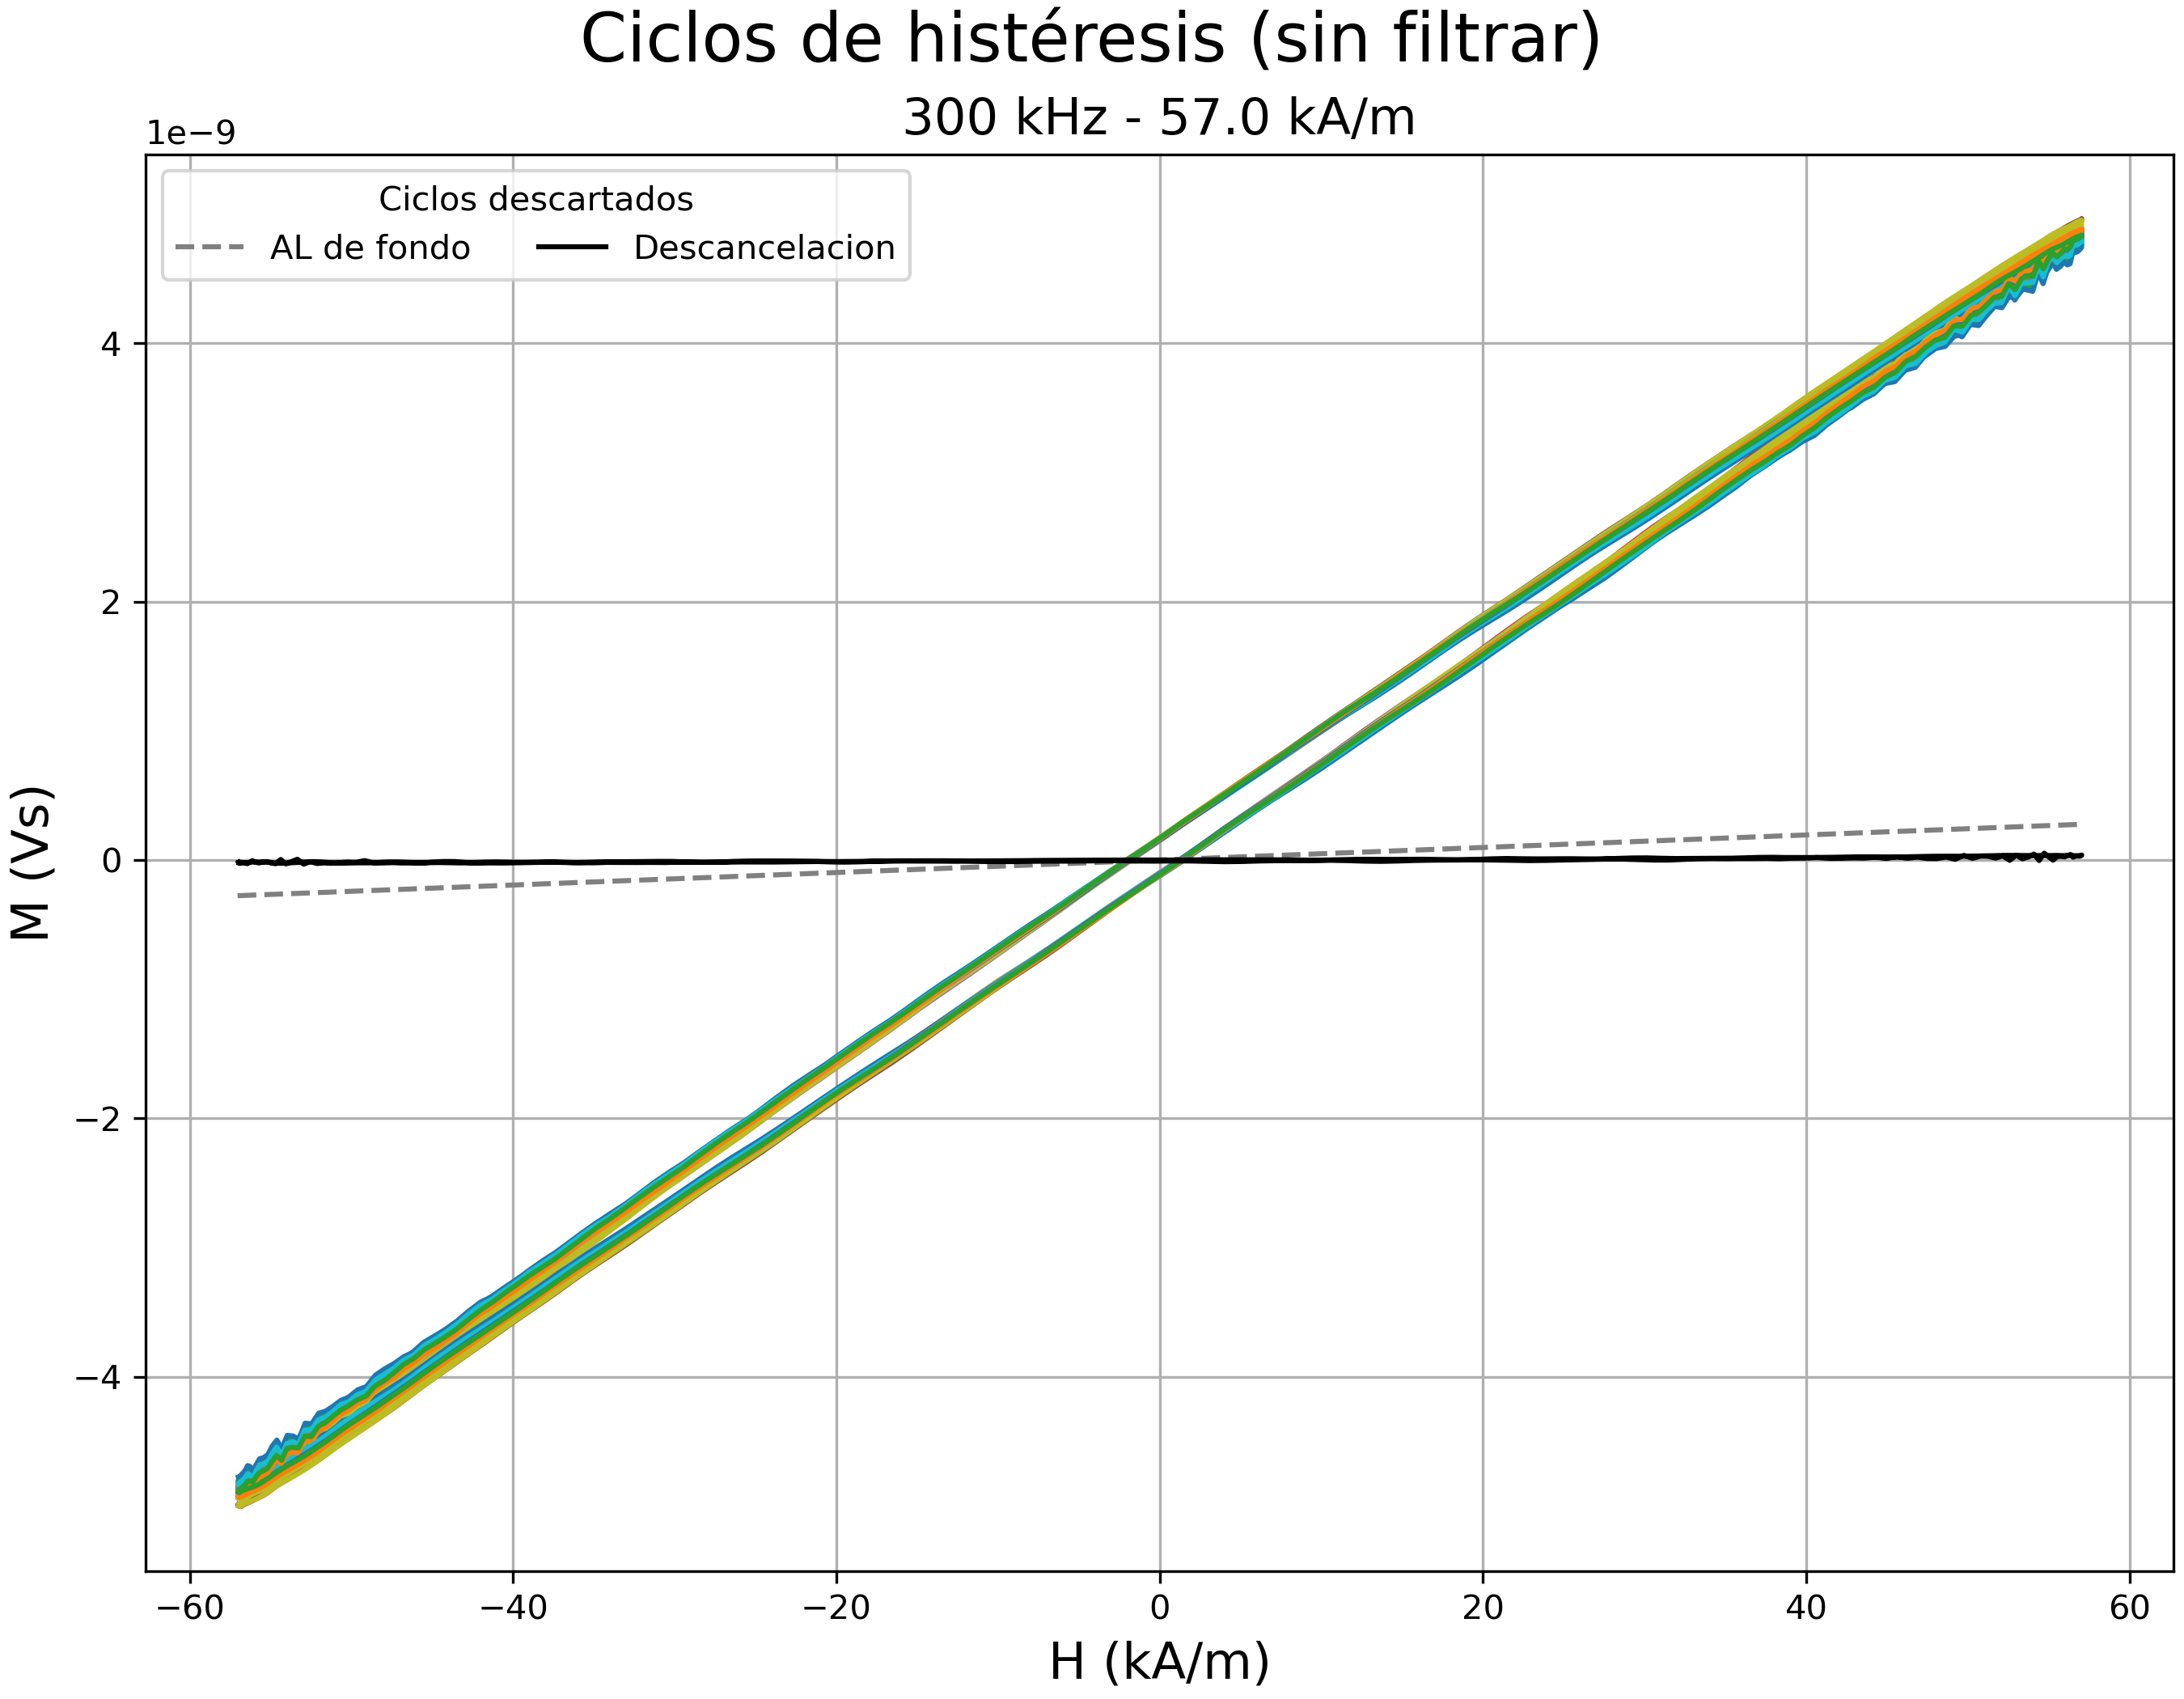 Ciclos de histéresis (sin filtrar)
300 kHz - 57.0 kA/m
1e−9
Ciclos descartados
AL de fondo
Descancelacion
4
2
0
−2
−4
M (Vs)
−60
−40
−20
0
20
40
60
H (kA/m)